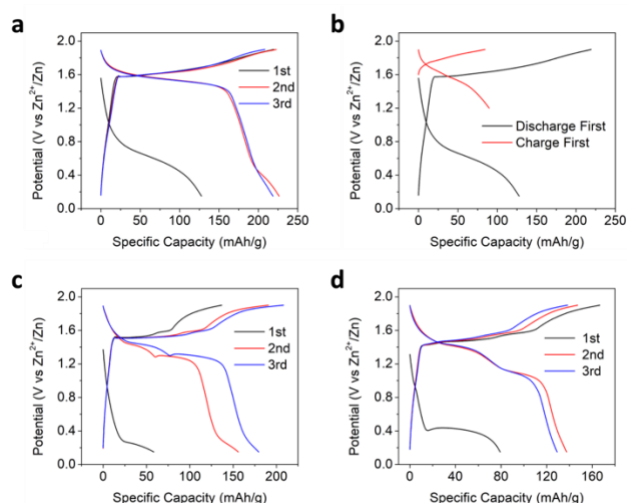 a
2.0
1.6
1.2
0.8
0.4
0.0
Potential (V vs Zn²⁺/Zn)
1st
2nd
3rd
0 50 100 150 200 250
Specific Capacity (mAh/g)
b
2.0
1.6
1.2
0.8
0.4
0.0
Potential (V vs Zn²⁺/Zn)
Discharge First
Charge First
0 50 100 150 200 250
Specific Capacity (mAh/g)
c
2.0
1.6
1.2
0.8
0.4
0.0
Potential (V vs Zn²⁺/Zn)
1st
2nd
3rd
0 50 100 150 200
Specific Capacity (mAh/g)
d
2.0
1.6
1.2
0.8
0.4
0.0
Potential (V vs Zn²⁺/Zn)
1st
2nd
3rd
0 40 80 120 160
Specific Capacity (mAh/g)